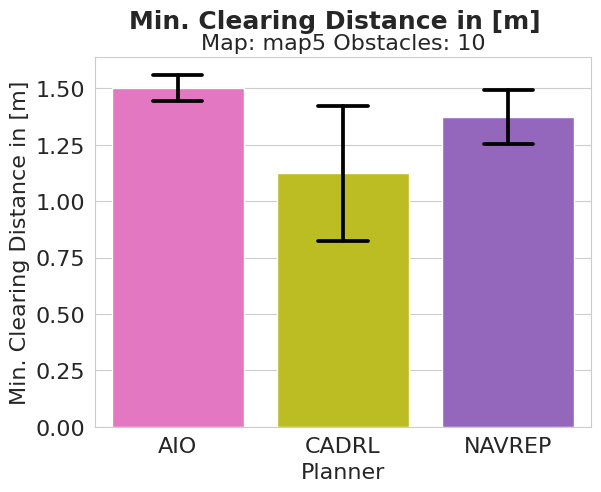 Min. Clearing Distance in [m]
Map: map5 Obstacles: 10
Min. Clearing Distance in [m]
1.50
1.25
1.00
0.75
0.50
0.25
0.00
AIO CADRL NAVREP
Planner